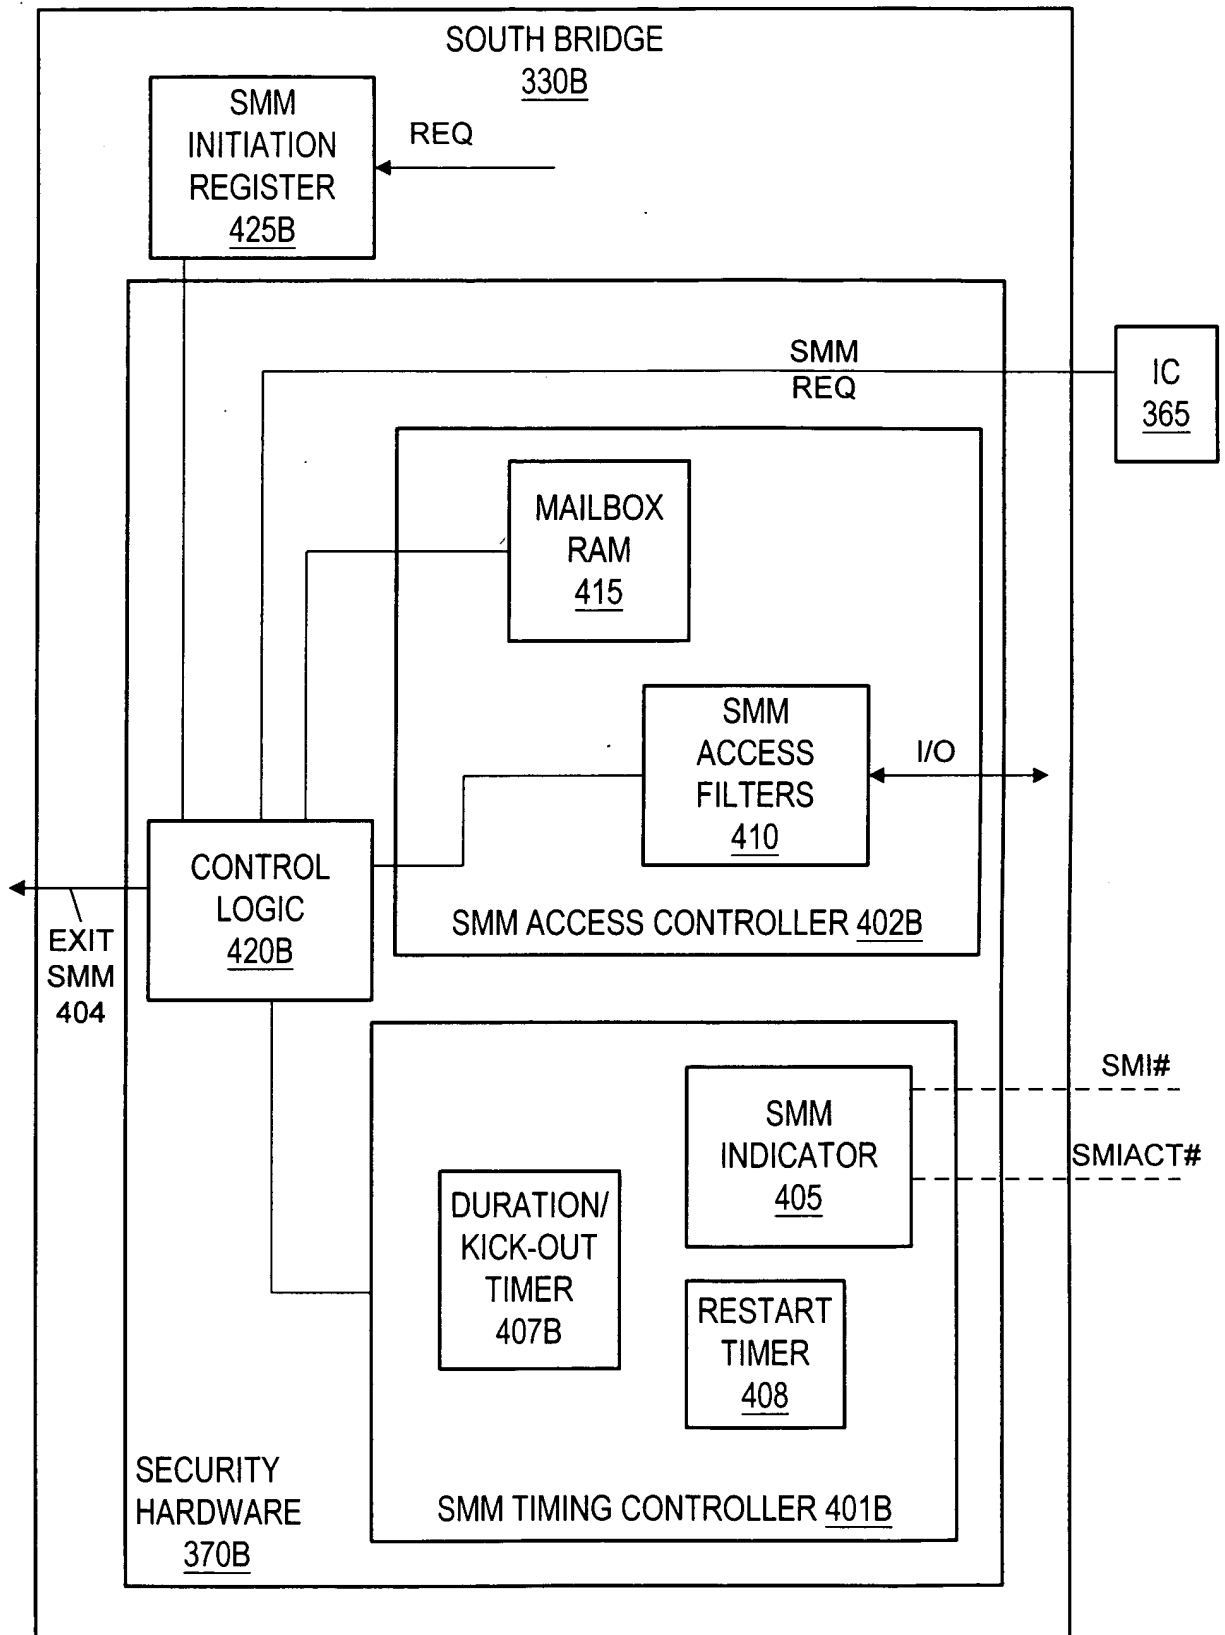 SOUTH BRIDGE
330B
SMM
INITIATION
REGISTER
425B
REQ
SMM
REQ
IC
365
MAILBOX
RAM
415
SMM
ACCESS
FILTERS
410
I/O
CONTROL
LOGIC
420B
SMM ACCESS CONTROLLER 402B
EXIT
SMM
404
SMI#
SMM
INDICATOR
405
SMIACT#
DURATION/
KICK-OUT
TIMER
407B
RESTART
TIMER
408
SMM TIMING CONTROLLER 401B
SECURITY
HARDWARE
370B